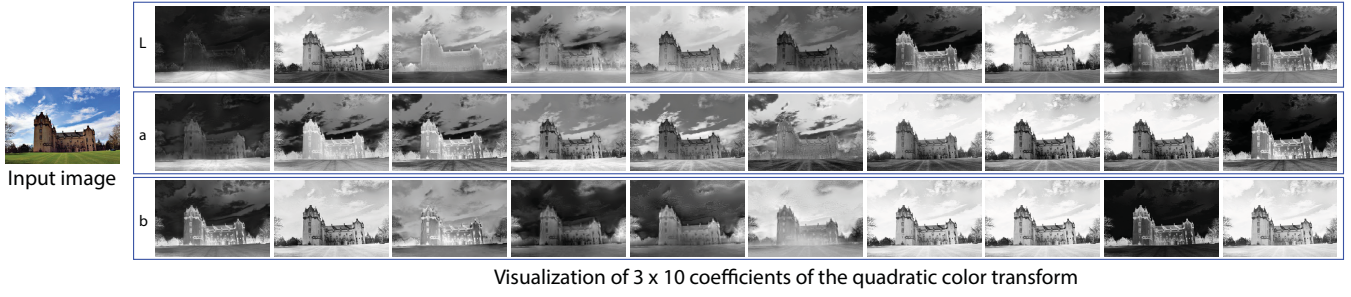 L
a
Input image
b
Visualization of 3 x 10 coefficients of the quadratic color transform